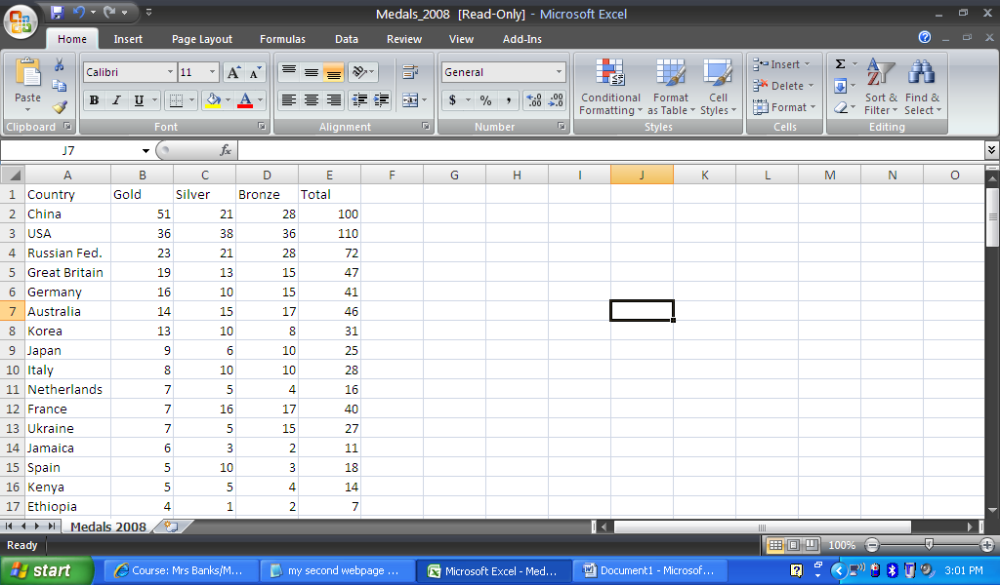 Medals_2008 [Read-Only] - Microsoft Excel
Home Insert Page Layout Formulas Data Review View Add-Ins
Calibri 11 A A General Σ Insert
Paste Conditional Formatting Format as Table Cell Styles Delete Sort & Filter Find & Select
B I U A $ % , .00 .00 Format
Clipboard Font Alignment Number Styles Cells Editing
J7 fx
A B C D E F G H I J K L M N O
1 Country Gold Silver Bronze Total
2 China 51 21 28 100
3 USA 36 38 36 110
4 Russian Fed. 23 21 28 72
5 Great Britain 19 13 15 47
6 Germany 16 10 15 41
7 Australia 14 15 17 46
8 Korea 13 10 8 31
9 Japan 9 6 10 25
10 Italy 8 10 10 28
11 Netherlands 7 5 4 16
12 France 7 16 17 40
13 Ukraine 7 5 15 27
14 Jamaica 6 3 2 11
15 Spain 5 10 3 18
16 Kenya 5 5 4 14
17 Ethiopia 4 1 2 7
Medals 2008
Ready 100%
start Course: Mrs Banks/M... my second webpage ... Microsoft Excel - Med... Document1 - Microsof... 3:01 PM